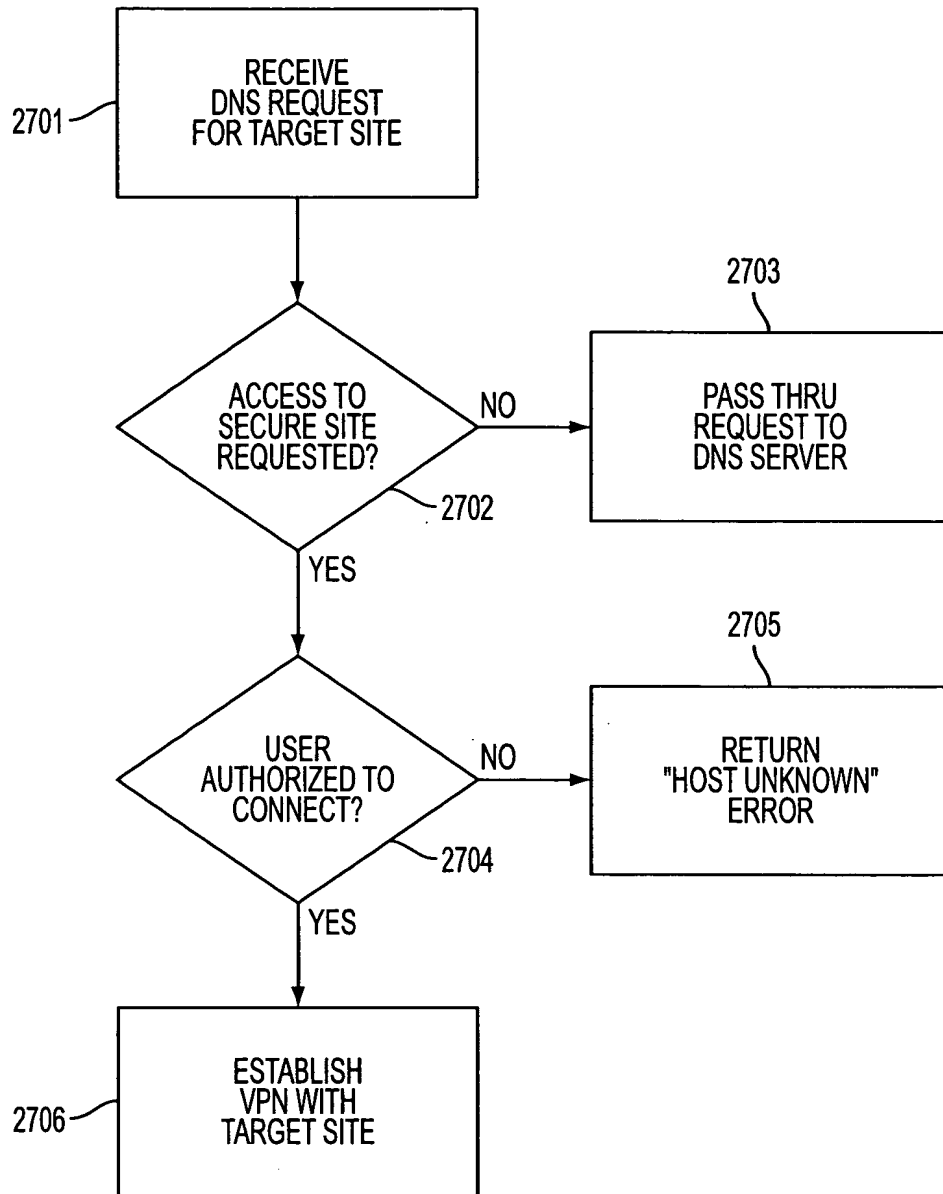 RECEIVE
DNS REQUEST
FOR TARGET SITE
2701
ACCESS TO
SECURE SITE
REQUESTED?
2702
NO
2703
PASS THRU
REQUEST TO
DNS SERVER
YES
USER
AUTHORIZED TO
CONNECT?
2704
NO
2705
RETURN
"HOST UNKNOWN"
ERROR
YES
ESTABLISH
VPN WITH
TARGET SITE
2706